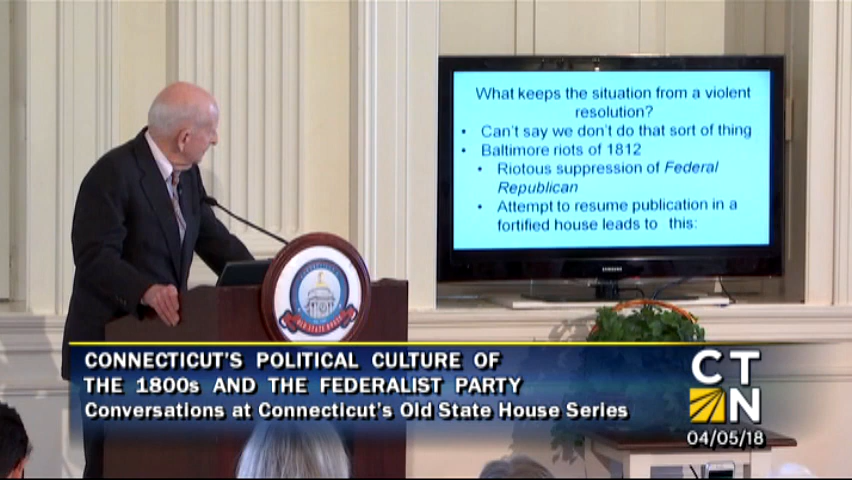 What keeps the situation from a violent
resolution?
• Can't say we don't do that sort of thing
• Baltimore riots of 1812
• Riotous suppression of Federal
Republican
• Attempt to resume publication in a
fortified house leads to this:
SAMSUNG
OLD STATE HOUSE
CONNECTICUT'S POLITICAL CULTURE OF
THE 1800s AND THE FEDERALIST PARTY
Conversations at Connecticut's Old State House Series
CT
N
04/05/18